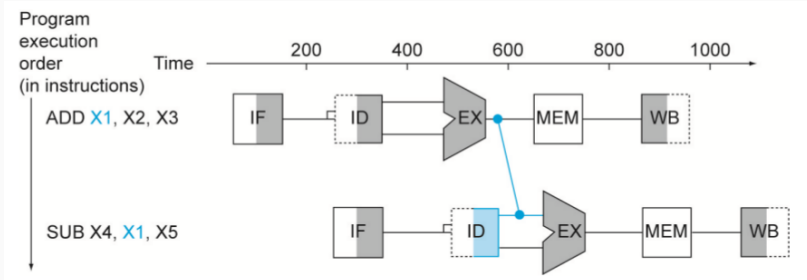 Program
execution
order
(in instructions)
Time
200 400 600 800 1000
ADD X1, X2, X3
IF ID EX MEM WB
SUB X4, X1, X5
IF ID EX MEM WB